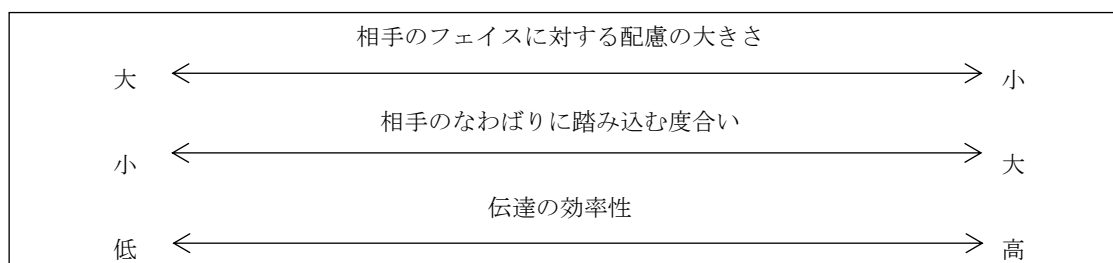 相手のフェイスに対する配慮の大きさ
大 小
相手のなわばりに踏み込む度合い
小 大
伝達の効率性
低 高